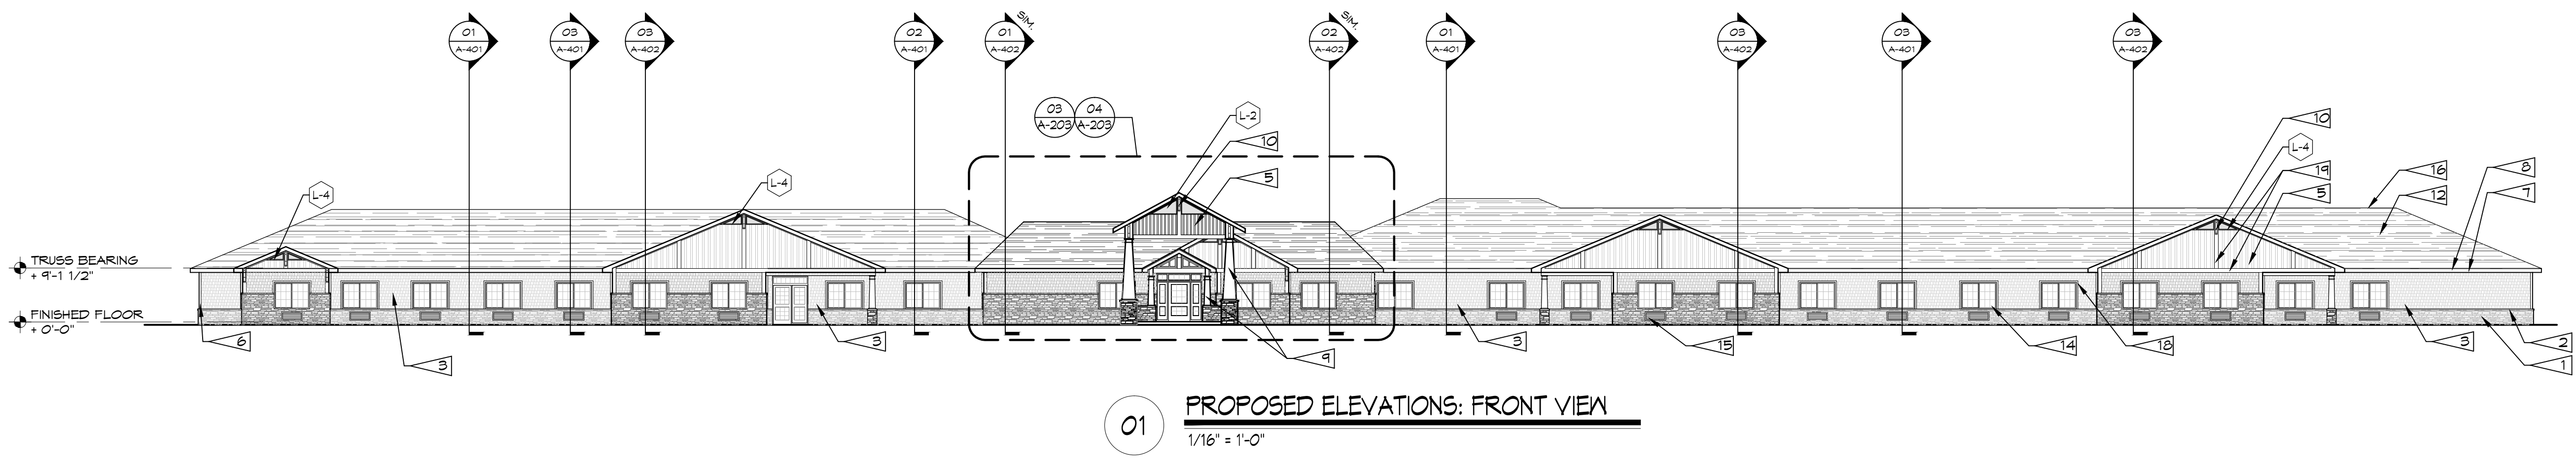 01
A-401
03
A-401
03
A-402
02
A-401
01
A-402
SIM.
02
A-402
SIM.
01
A-401
03
A-402
03
A-401
03
A-402
03
A-203
04
A-203
L-2
10
5
L-4
L-4
10
L-4
19
5
16
12
8
7
TRUSS BEARING
+ 9'-1 1/2"
FINISHED FLOOR
+ 0'-0"
6
3
3
9
3
15
14
18
3
2
1
01
PROPOSED ELEVATIONS: FRONT VIEW
1/16" = 1'-0"